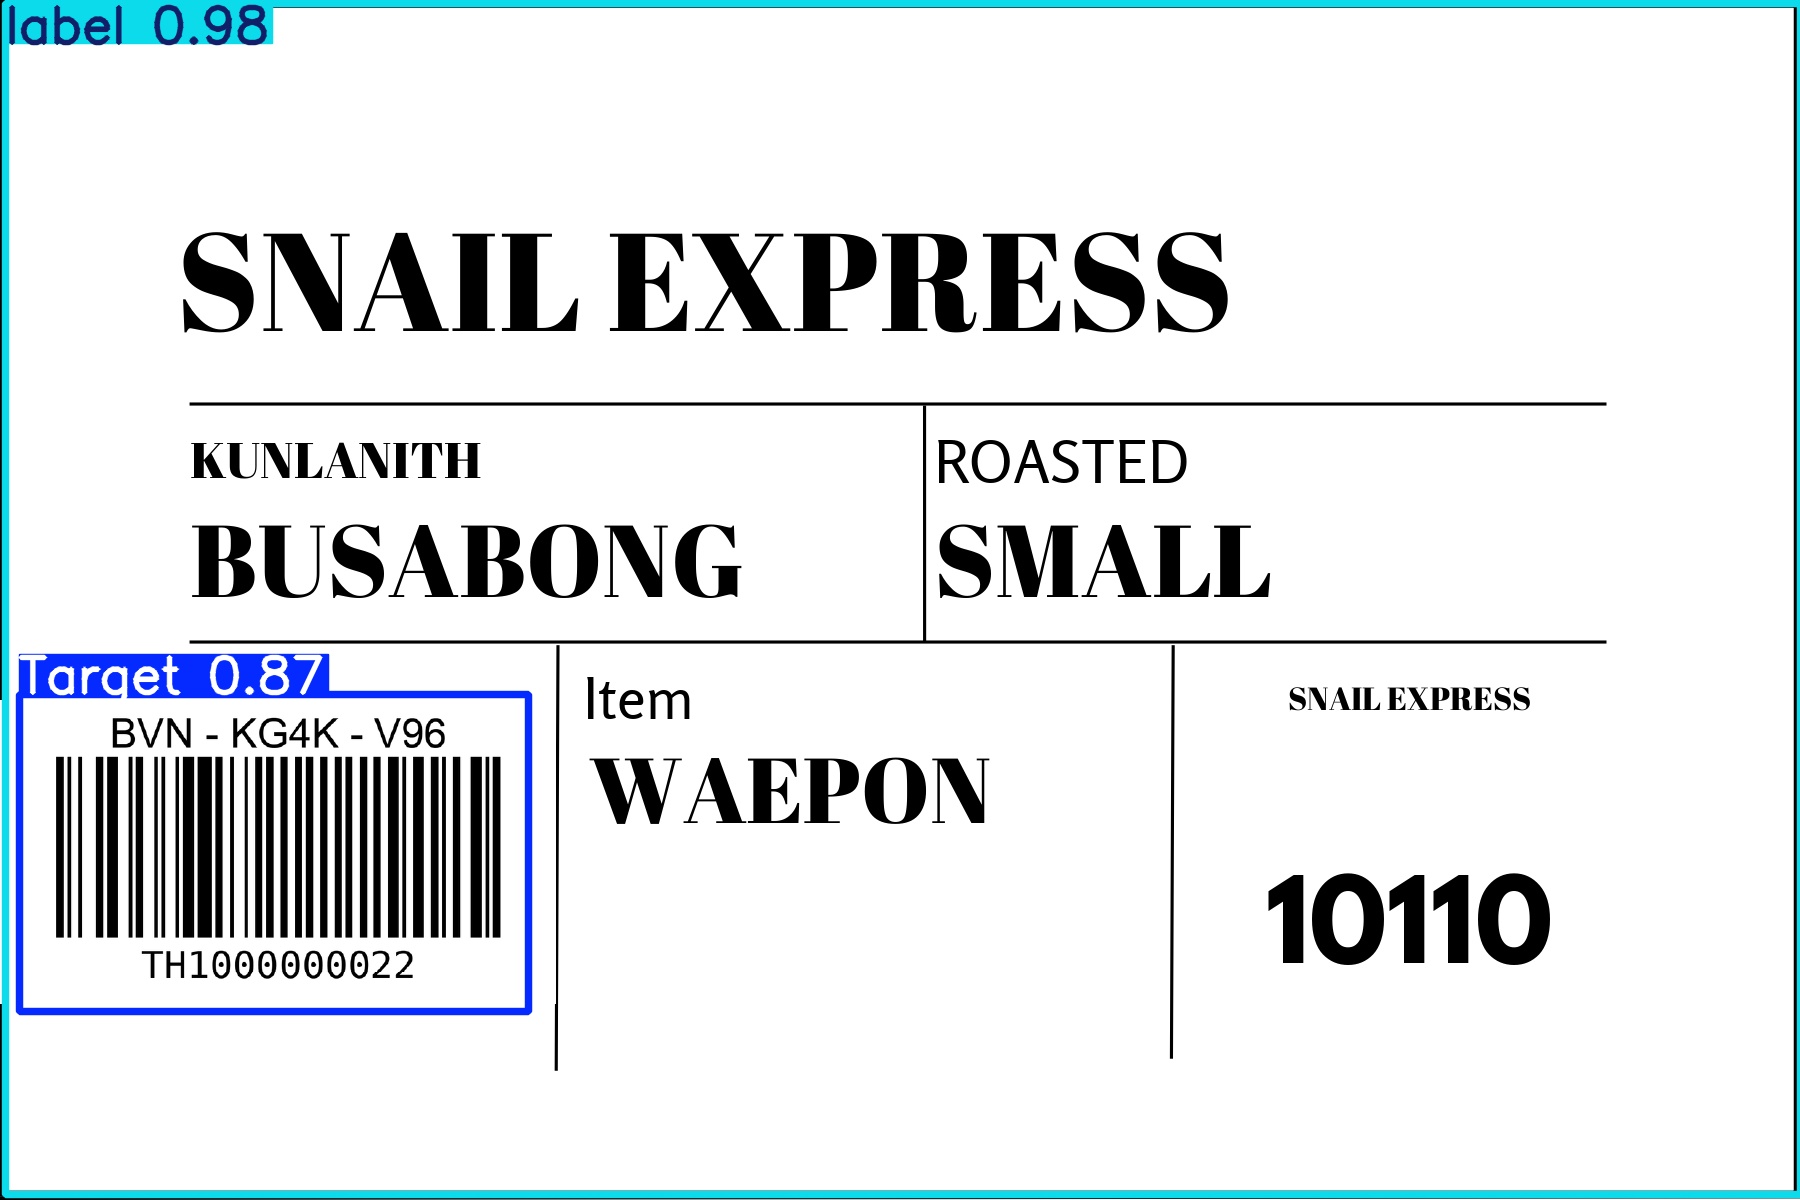 label 0.98
SNAIL EXPRESS
KUNLANITH
BUSABONG
ROASTED
SMALL
Target 0.87
BVN - KG4K - V96
TH1000000022
Item
WAEPON
SNAIL EXPRESS
10110